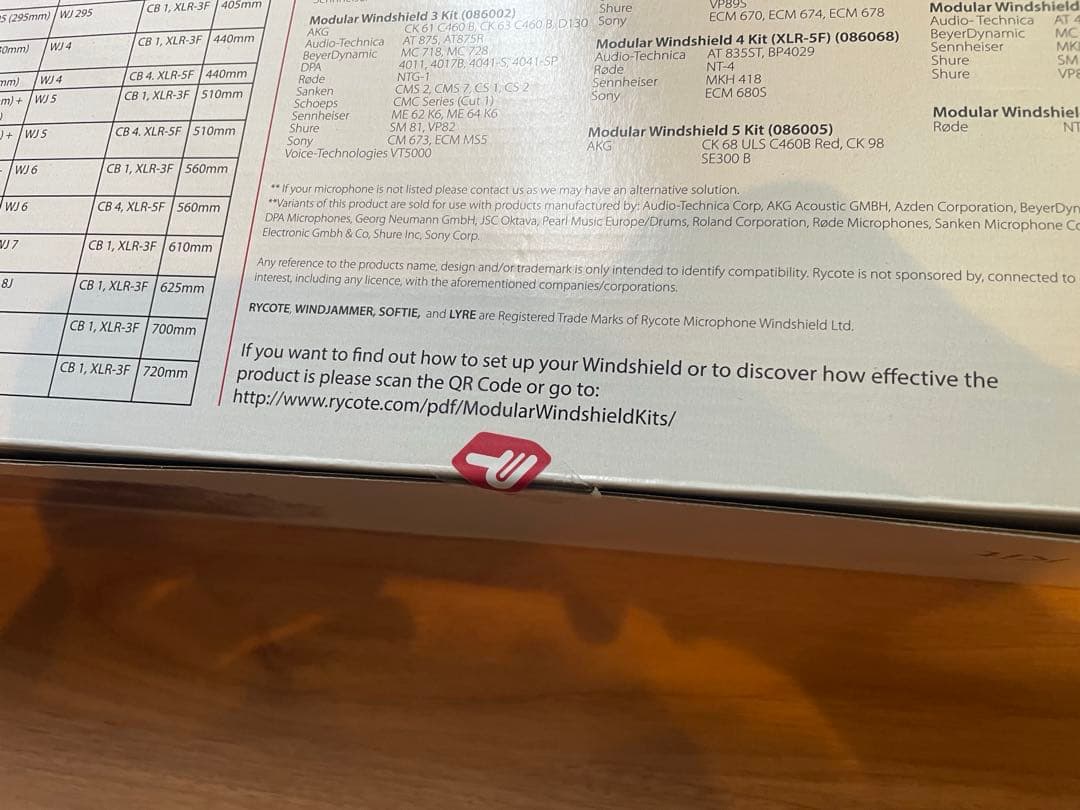 S (295mm) WJ 295 CB 1, XLR-3F 405mm
0mm) WJ 4 CB 1, XLR-3F 440mm
mm) WJ 4 CB 4. XLR-5F 440mm
m) + WJ 5 CB 1, XLR-3F 510mm
) + WJ 5 CB 4. XLR-5F 510mm
WJ 6 CB 1, XLR-3F 560mm
WJ 6 CB 4, XLR-5F 560mm
WJ 7 CB 1, XLR-3F 610mm
8J CB 1, XLR-3F 625mm
CB 1, XLR-3F 700mm
CB 1, XLR-3F 720mm
Modular Windshield 3 Kit (086002)
AKG CK 61 C460 B, CK 63 C460 B, D130
Audio-Technica AT 875, AT875R
BeyerDynamic MC 718, MC 728
DPA 4011, 4017B, 4041-S, 4041-SP
Røde NTG-1
Sanken CMS 2, CMS 7, CS 1, CS 2
Schoeps CMC Series (Cut 1)
Sennheiser ME 62 K6, ME 64 K6
Shure SM 81, VP82
Sony CM 673, ECM MS5
Voice-Technologies VT5000
Shure VP89S
Sony ECM 670, ECM 674, ECM 678
Modular Windshield 4 Kit (XLR-5F) (086068)
Audio-Technica AT 835ST, BP4029
Røde NT-4
Sennheiser MKH 418
Sony ECM 680S
Modular Windshield 5 Kit (086005)
AKG CK 68 ULS C460B Red, CK 98
SE300 B
Modular Windshield
Audio- Technica AT 4
BeyerDynamic MC
Sennheiser MK
Shure SM
Shure VP8
Modular Windshiel
Røde NT
** If your microphone is not listed please contact us as we may have an alternative solution.
**Variants of this product are sold for use with products manufactured by: Audio-Technica Corp, AKG Acoustic GMBH, Azden Corporation, BeyerDyn
DPA Microphones, Georg Neumann GmbH, JSC Oktava, Pearl Music Europe/Drums, Roland Corporation, Røde Microphones, Sanken Microphone Co
Electronic Gmbh & Co, Shure Inc, Sony Corp.
Any reference to the products name, design and/or trademark is only intended to identify compatibility. Rycote is not sponsored by, connected to
interest, including any licence, with the aforementioned companies/corporations.
RYCOTE, WINDJAMMER, SOFTIE, and LYRE are Registered Trade Marks of Rycote Microphone Windshield Ltd.
If you want to find out how to set up your Windshield or to discover how effective the
product is please scan the QR Code or go to:
http://www.rycote.com/pdf/ModularWindshieldKits/